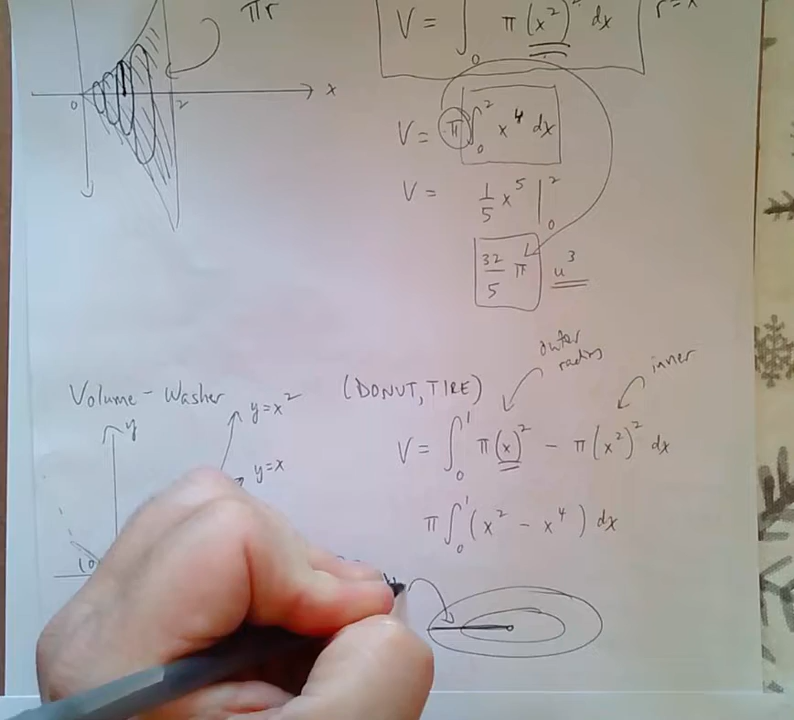 πr
V = ∫₀ π(x²)² dx
r=x
0 2 x
V = π∫₀² x⁴ dx
V = 1/5 x⁵ |₀²
32/5 π u³
outer radius
inner
Volume - Washer (DONUT, TIRE)
y=x²
y
V = ∫₀¹ π(x)² - π(x²)² dx
y=x
π∫₀¹ (x² - x⁴) dx